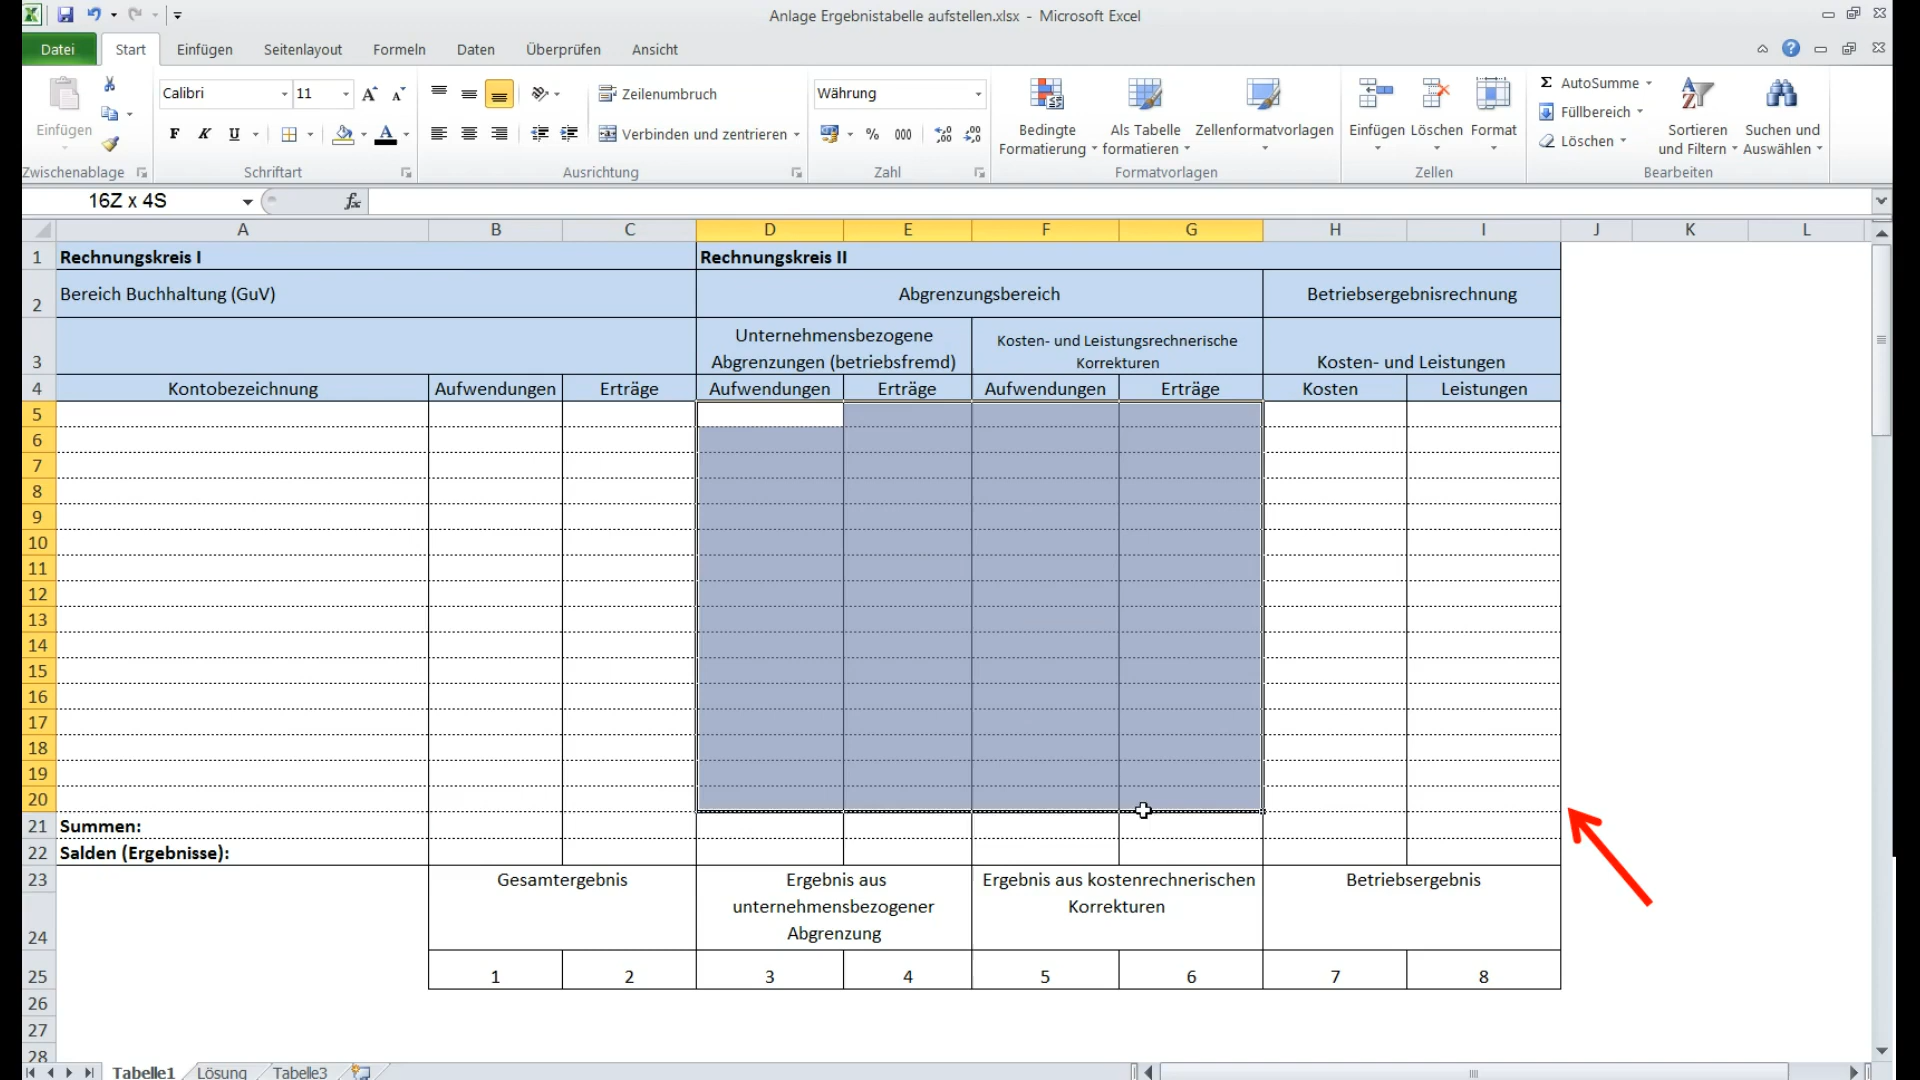 Anlage Ergebnistabelle aufstellen.xlsx - Microsoft Excel
Datei Start Einfügen Seitenlayout Formeln Daten Überprüfen Ansicht
Calibri 11 Zeilenumbruch Währung AutoSumme
Füllbereich
Einfügen F K U Verbinden und zentrieren % 000 Bedingte Formatierung Als Tabelle formatieren Zellenformatvorlagen Einfügen Löschen Format Löschen Sortieren und Filtern Suchen und Auswählen
Zwischenablage Schriftart Ausrichtung Zahl Formatvorlagen Zellen Bearbeiten
16Z x 4S fx
A B C D E F G H I J K L
1 Rechnungskreis I Rechnungskreis II
2 Bereich Buchhaltung (GuV) Abgrenzungsbereich Betriebsergebnisrechnung
3 Unternehmensbezogene Abgrenzungen (betriebsfremd) Kosten- und Leistungsrechnerische Korrekturen Kosten- und Leistungen
4 Kontobezeichnung Aufwendungen Erträge Aufwendungen Erträge Aufwendungen Erträge Kosten Leistungen
5
6
7
8
9
10
11
12
13
14
15
16
17
18
19
20
21 Summen:
22 Salden (Ergebnisse):
23 Gesamtergebnis Ergebnis aus Ergebnis aus kostenrechnerischen Betriebsergebnis
unternehmensbezogener Korrekturen
24 Abgrenzung
25 1 2 3 4 5 6 7 8
26
27
28
Tabelle1 Lösung Tabelle3